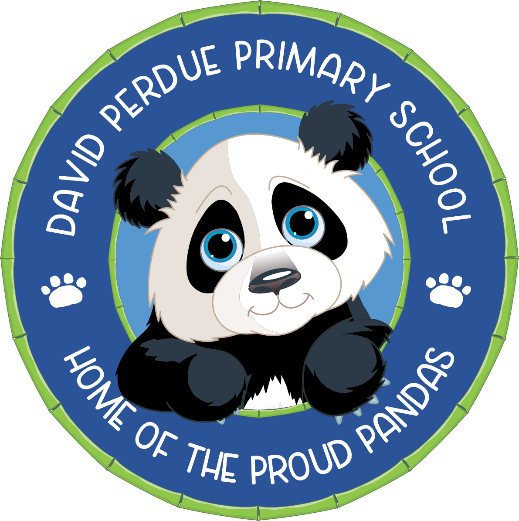 DAVID PERDUE PRIMARY SCHOOL
HOME OF THE PROUD PANDAS